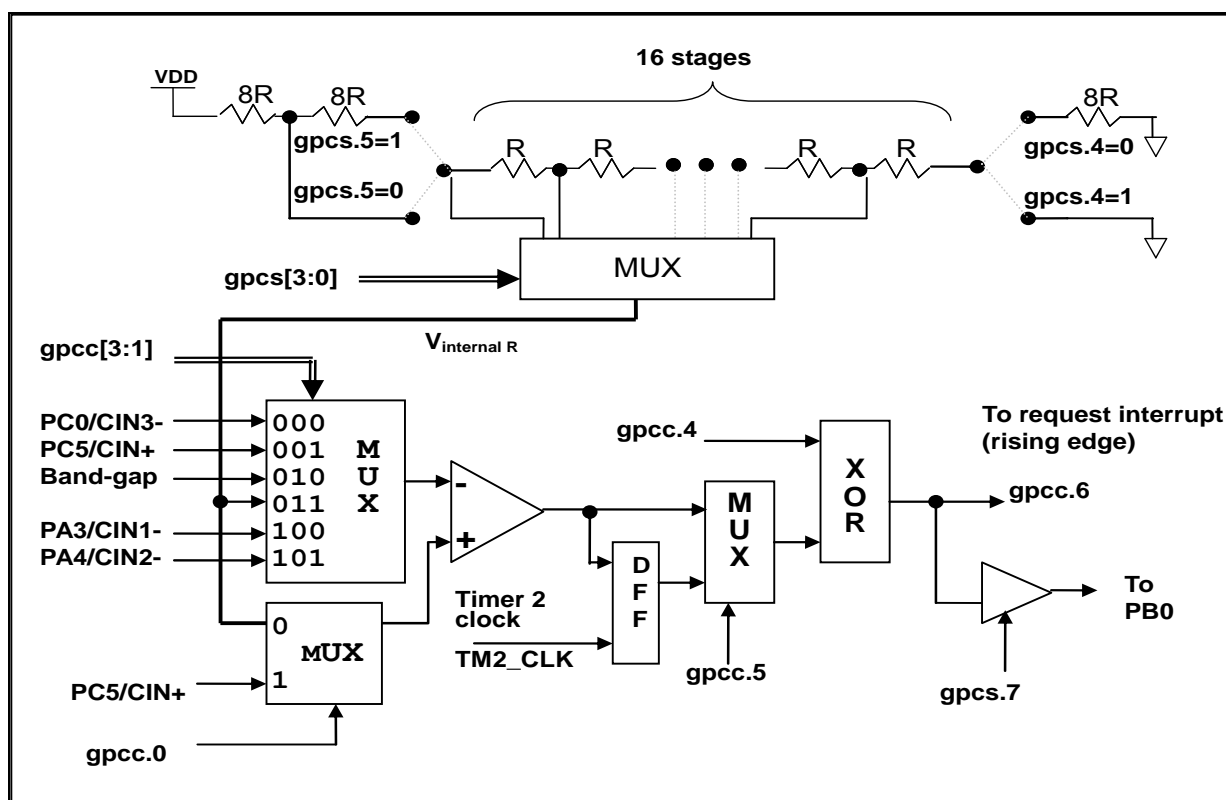 16 stages
VDD
8R
8R
8R
gpcs.5=1
R
R
R
R
gpcs.4=0
gpcs.5=0
gpcs.4=1
MUX
gpcs[3:0]
Vinternal R
gpcc[3:1]
PC0/CIN3-
000
PC5/CIN+
001
Band-gap
010
011
PA3/CIN1-
100
PA4/CIN2-
101
M
U
X
-
+
gpcc.4
M
U
X
X
O
R
To request interrupt
(rising edge)
gpcc.6
D
F
F
Timer 2
clock
TM2_CLK
gpcc.5
To
PB0
gpcs.7
0
MUX
1
PC5/CIN+
gpcc.0